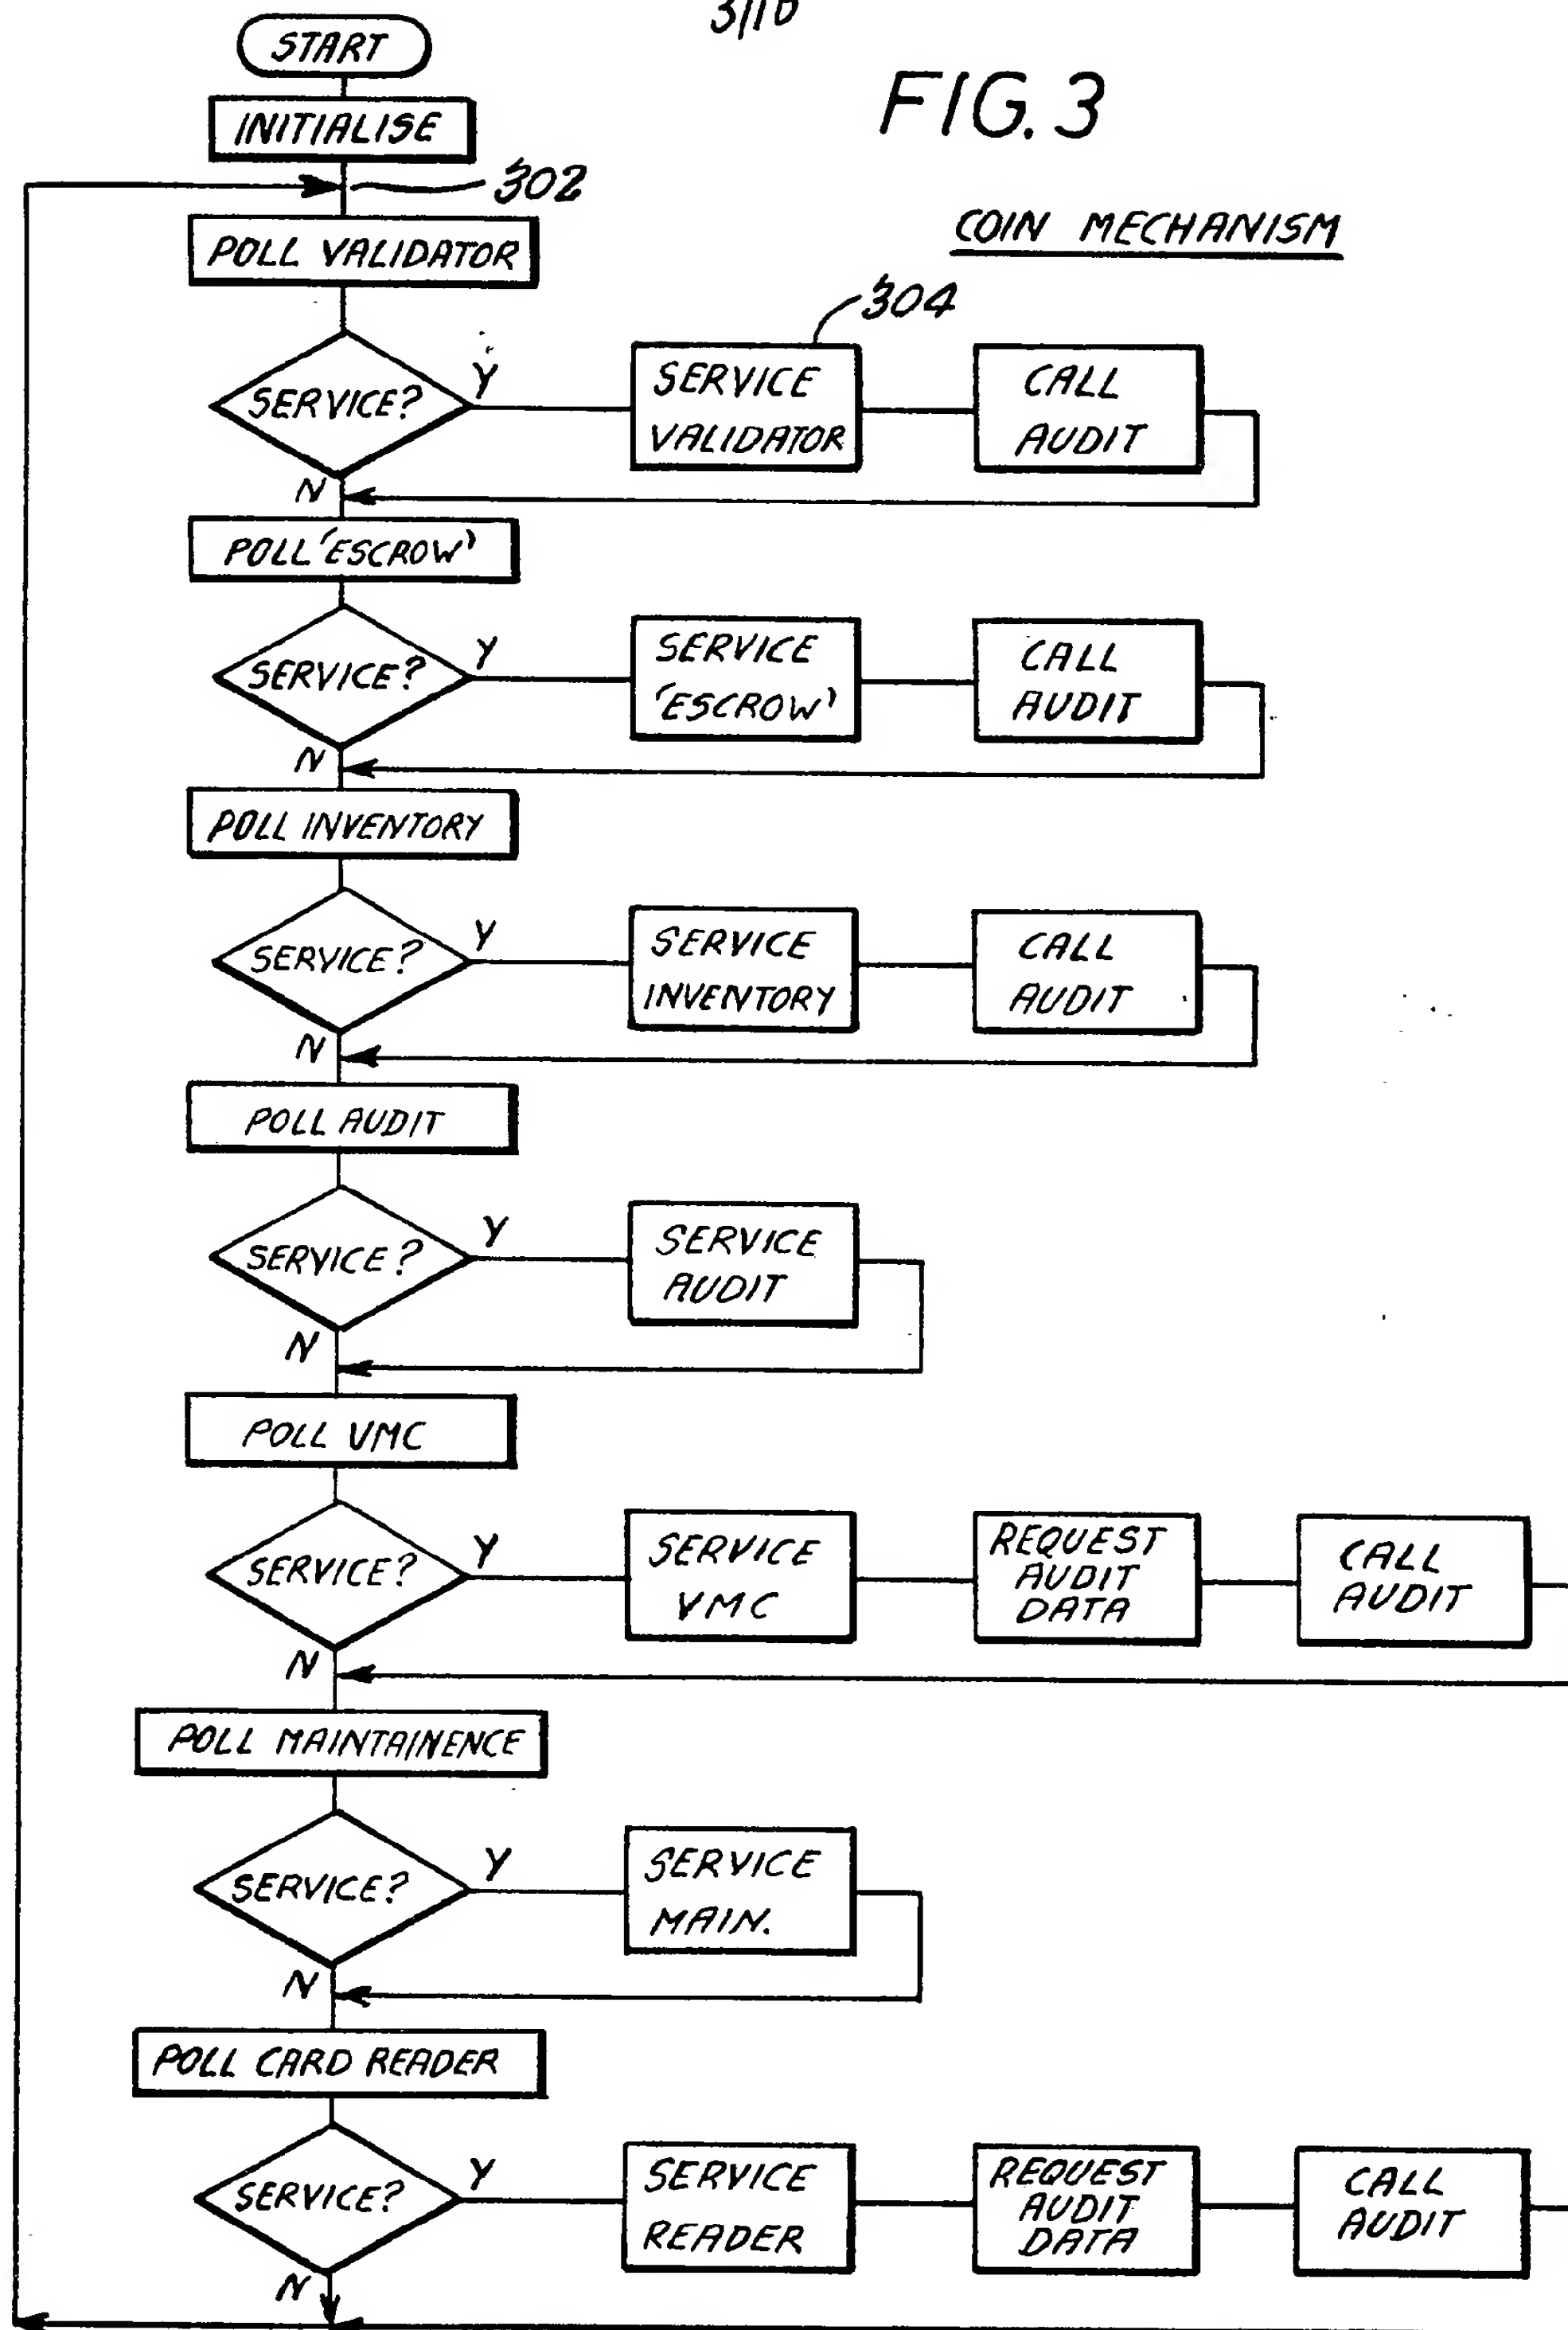 3/10
START
FIG. 3
INITIALISE
302
COIN MECHANISM
POLL VALIDATOR
304
SERVICE?
Y
SERVICE
VALIDATOR
CALL
AUDIT
N
POLL 'ESCROW'
SERVICE?
Y
SERVICE
'ESCROW'
CALL
AUDIT
N
POLL INVENTORY
SERVICE?
Y
SERVICE
INVENTORY
CALL
AUDIT
N
POLL AUDIT
SERVICE?
Y
SERVICE
AUDIT
N
POLL VMC
SERVICE?
Y
SERVICE
VMC
REQUEST
AUDIT
DATA
CALL
AUDIT
N
POLL MAINTAINENCE
SERVICE?
Y
SERVICE
MAIN.
N
POLL CARD READER
SERVICE?
Y
SERVICE
READER
REQUEST
AUDIT
DATA
CALL
AUDIT
N